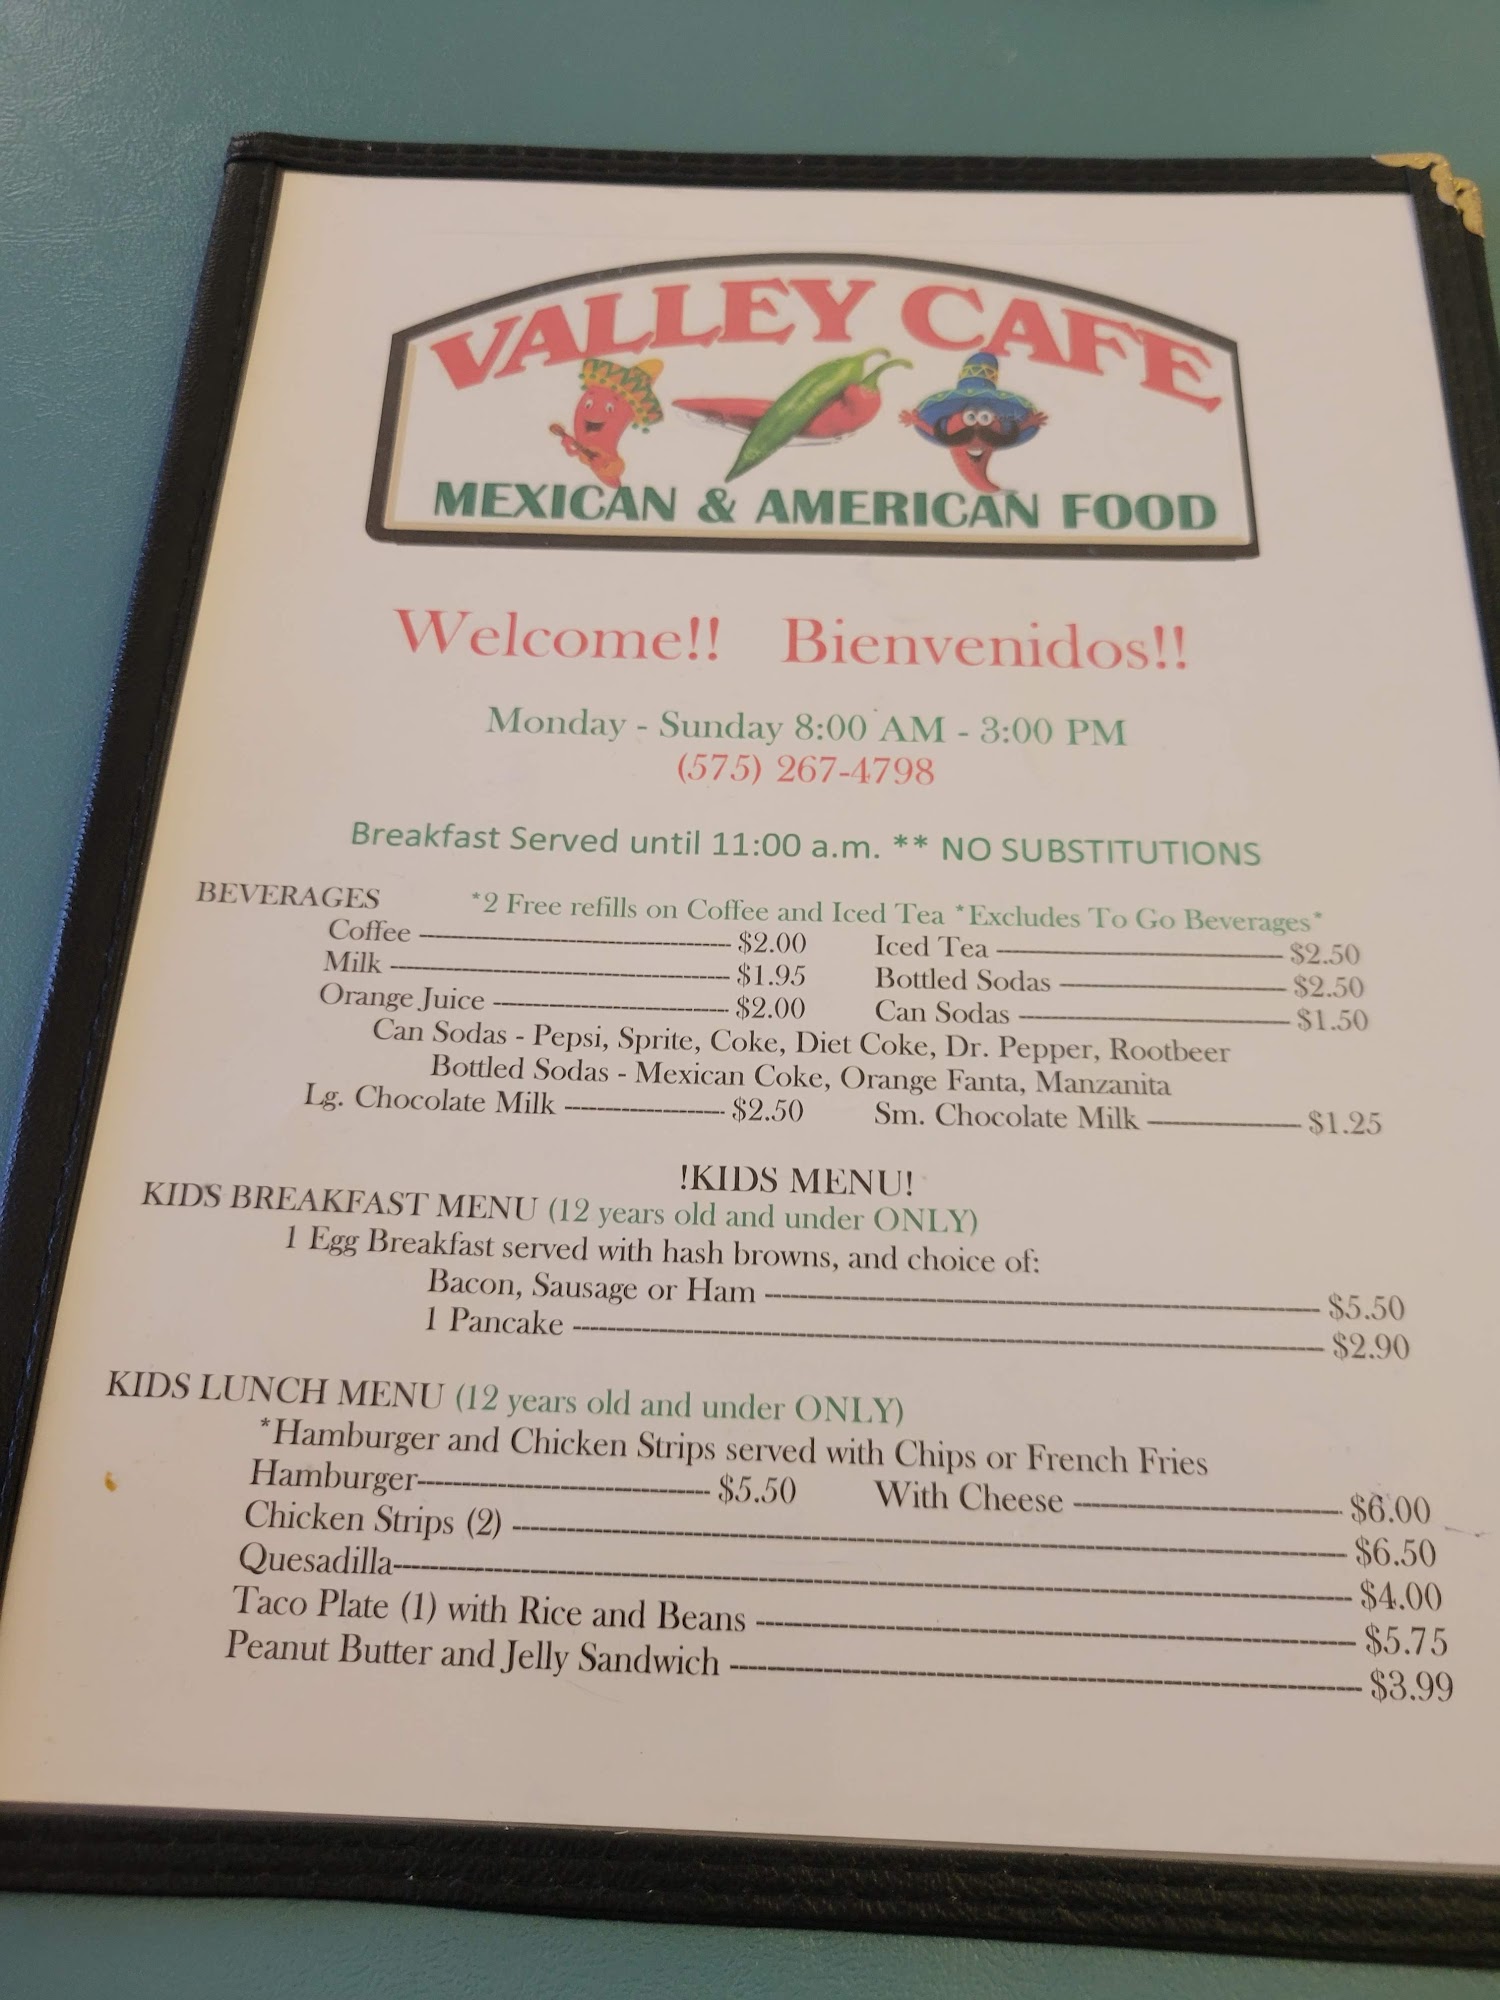 VALLEY CAFE
MEXICAN & AMERICAN FOOD
Welcome!! Bienvenidos!!
Monday - Sunday 8:00 AM - 3:00 PM
(575) 267-4798
Breakfast Served until 11:00 a.m. ** NO SUBSTITUTIONS
BEVERAGES *2 Free refills on Coffee and Iced Tea *Excludes To Go Beverages*
Coffee $2.00 Iced Tea $2.50
Milk $1.95 Bottled Sodas $2.50
Orange Juice $2.00 Can Sodas $1.50
Can Sodas - Pepsi, Sprite, Coke, Diet Coke, Dr. Pepper, Rootbeer
Bottled Sodas - Mexican Coke, Orange Fanta, Manzanita
Lg. Chocolate Milk $2.50 Sm. Chocolate Milk $1.25
!KIDS MENU!
KIDS BREAKFAST MENU (12 years old and under ONLY)
1 Egg Breakfast served with hash browns, and choice of:
Bacon, Sausage or Ham $5.50
1 Pancake $2.90
KIDS LUNCH MENU (12 years old and under ONLY)
*Hamburger and Chicken Strips served with Chips or French Fries
Hamburger $5.50 With Cheese $6.00
Chicken Strips (2) $6.50
Quesadilla $4.00
Taco Plate (1) with Rice and Beans $5.75
Peanut Butter and Jelly Sandwich $3.99